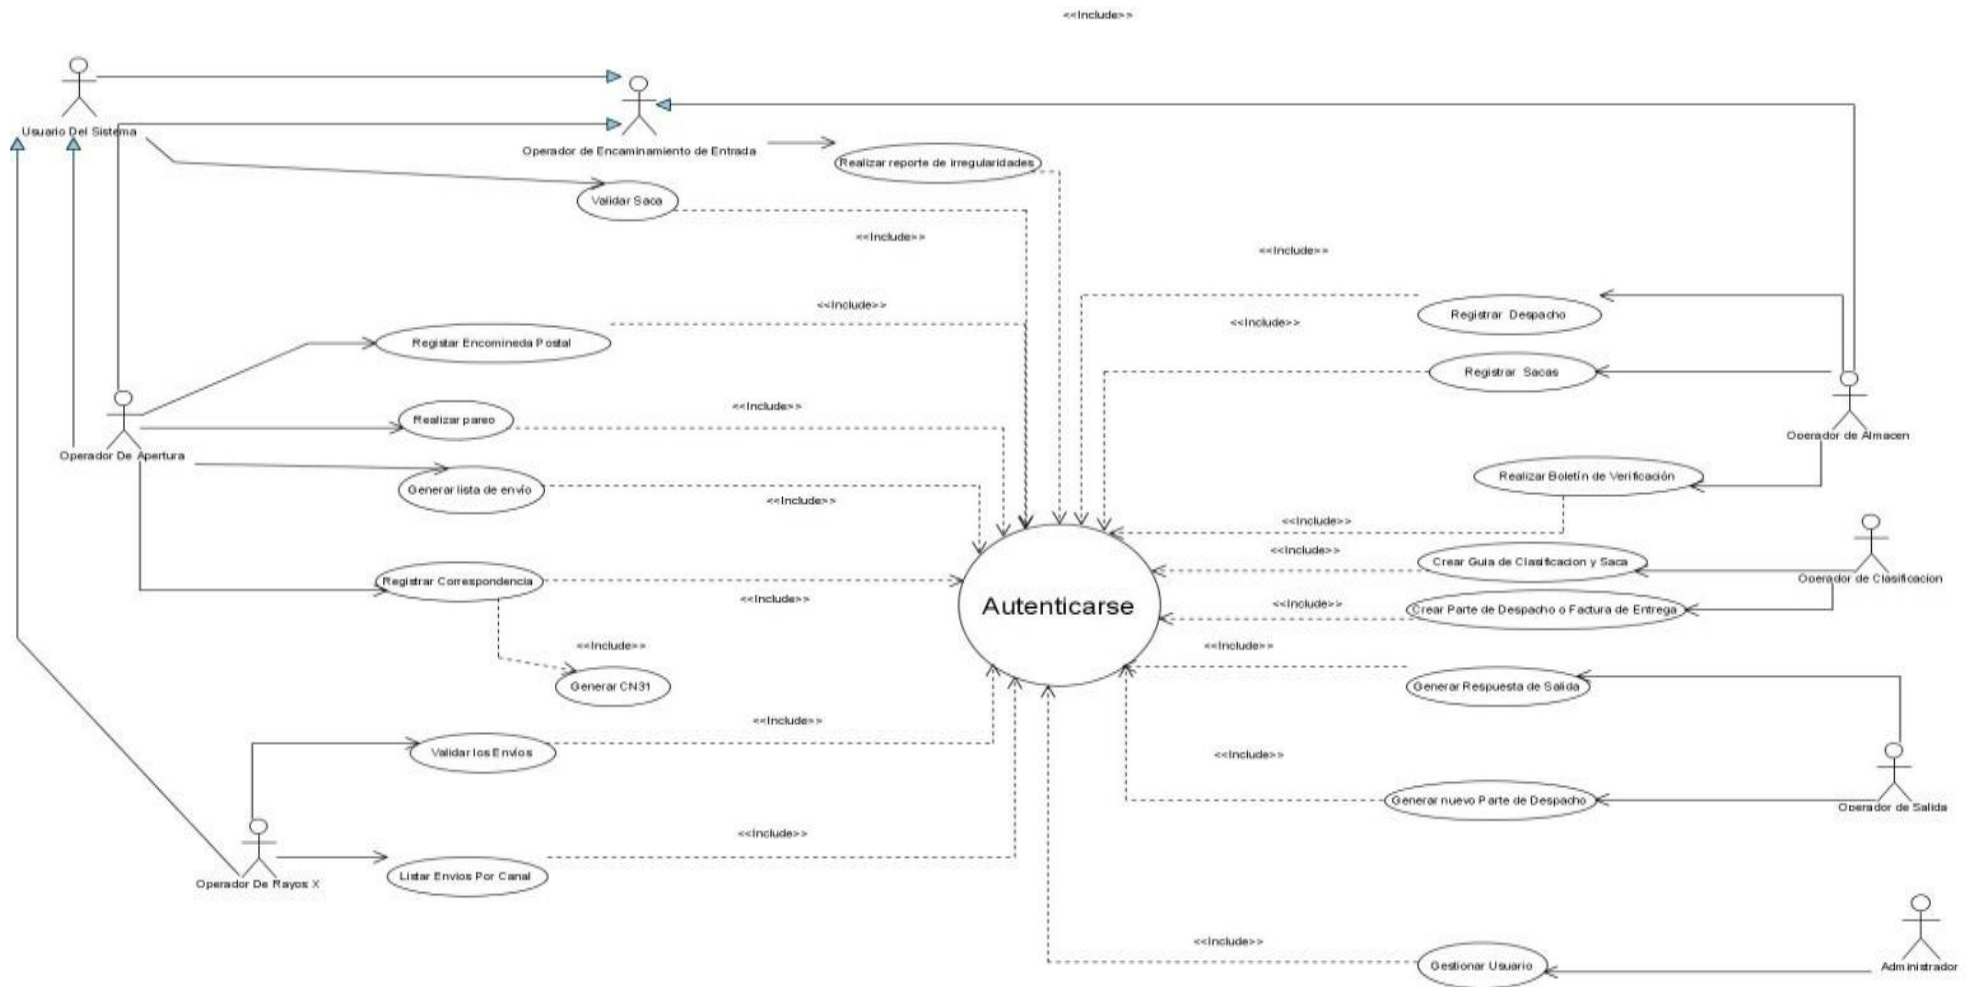 <<Include>>
Usuario Del Sistema
Operador de Encaminamiento de Entrada
Realizar reporte de irregularidades
Validar Saca
<<Include>>
<<Include>>
<<Include>>
Registrar Despacho
<<Include>>
Registar Encomineda Postal
Registrar Sacas
<<Include>>
Realizar pareo
Operador De Apertura
Operador de Almacen
Generar lista de envío
<<Include>>
Realizar Boletín de Verificación
<<Include>>
<<Include>>
Crear Guia de Clasificacion y Saca
Operador de Clasificacion
Registrar Correspondencia
<<Include>>
Autenticarse
<<Include>>
Crear Parte de Despacho o Factura de Entrega
<<Include>>
<<Include>>
Generar CN31
Generar Respuesta de Salida
<<Include>>
Validar los Envíos
<<Include>>
Generar nuevo Parte de Despacho
Operador de Salida
<<Include>>
Operador De Rayos X
Listar Envios Por Canal
<<Include>>
Gestionar Usuario
Administrador